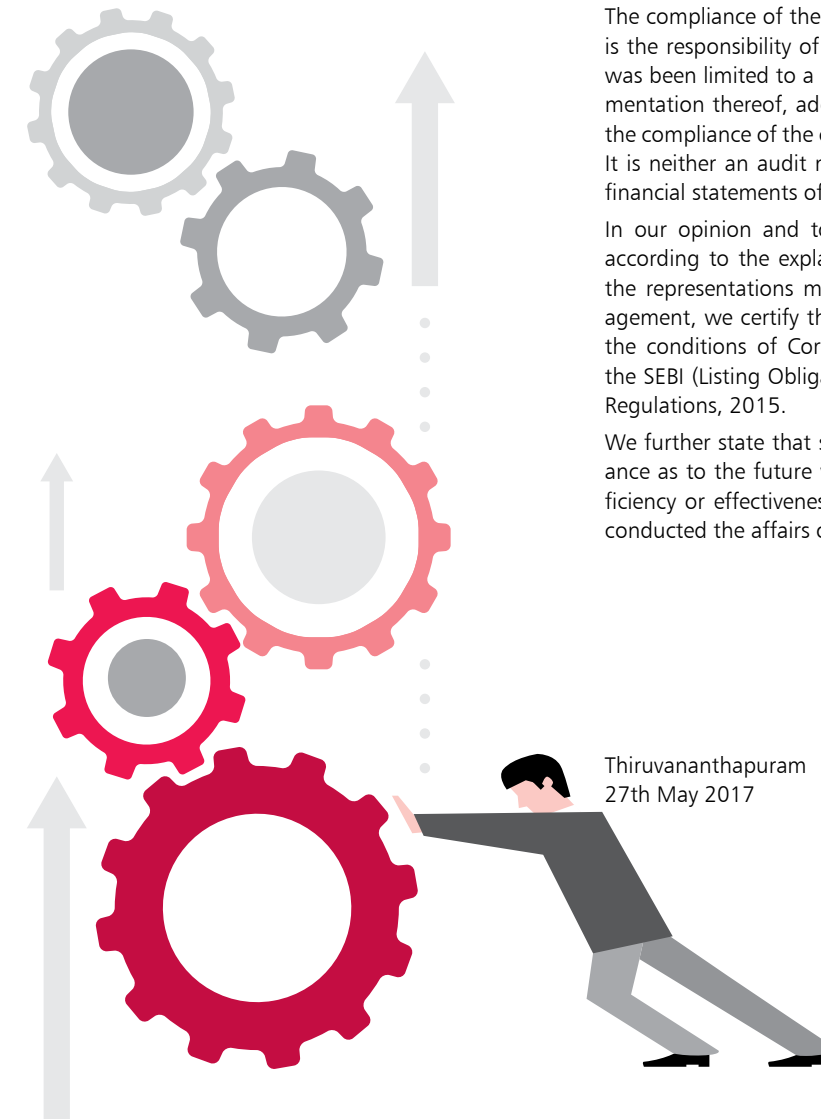 The compliance of the
is the responsibility of
was been limited to a
mentation thereof, ad
the compliance of the
It is neither an audit
financial statements of
In our opinion and to
according to the expla
the representations m
agement, we certify th
the conditions of Cor
the SEBI (Listing Obliga
Regulations, 2015.
We further state that s
ance as to the future
ficiency or effectivenes
conducted the affairs
Thiruvananthapuram
27th May 2017